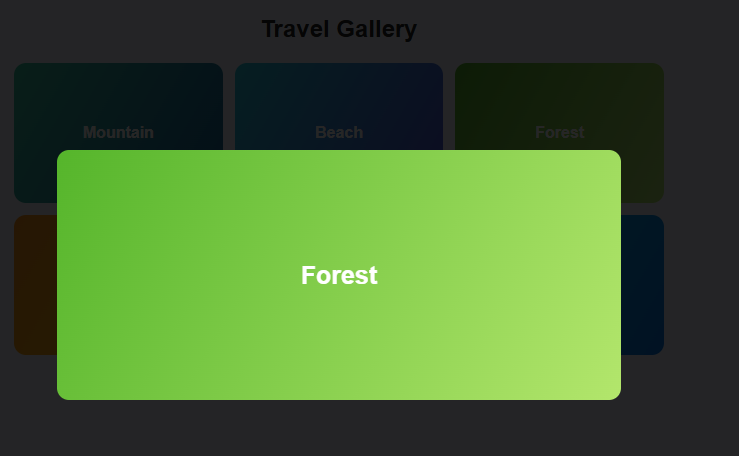 Travel Gallery
Mountain
Beach
Forest
Forest